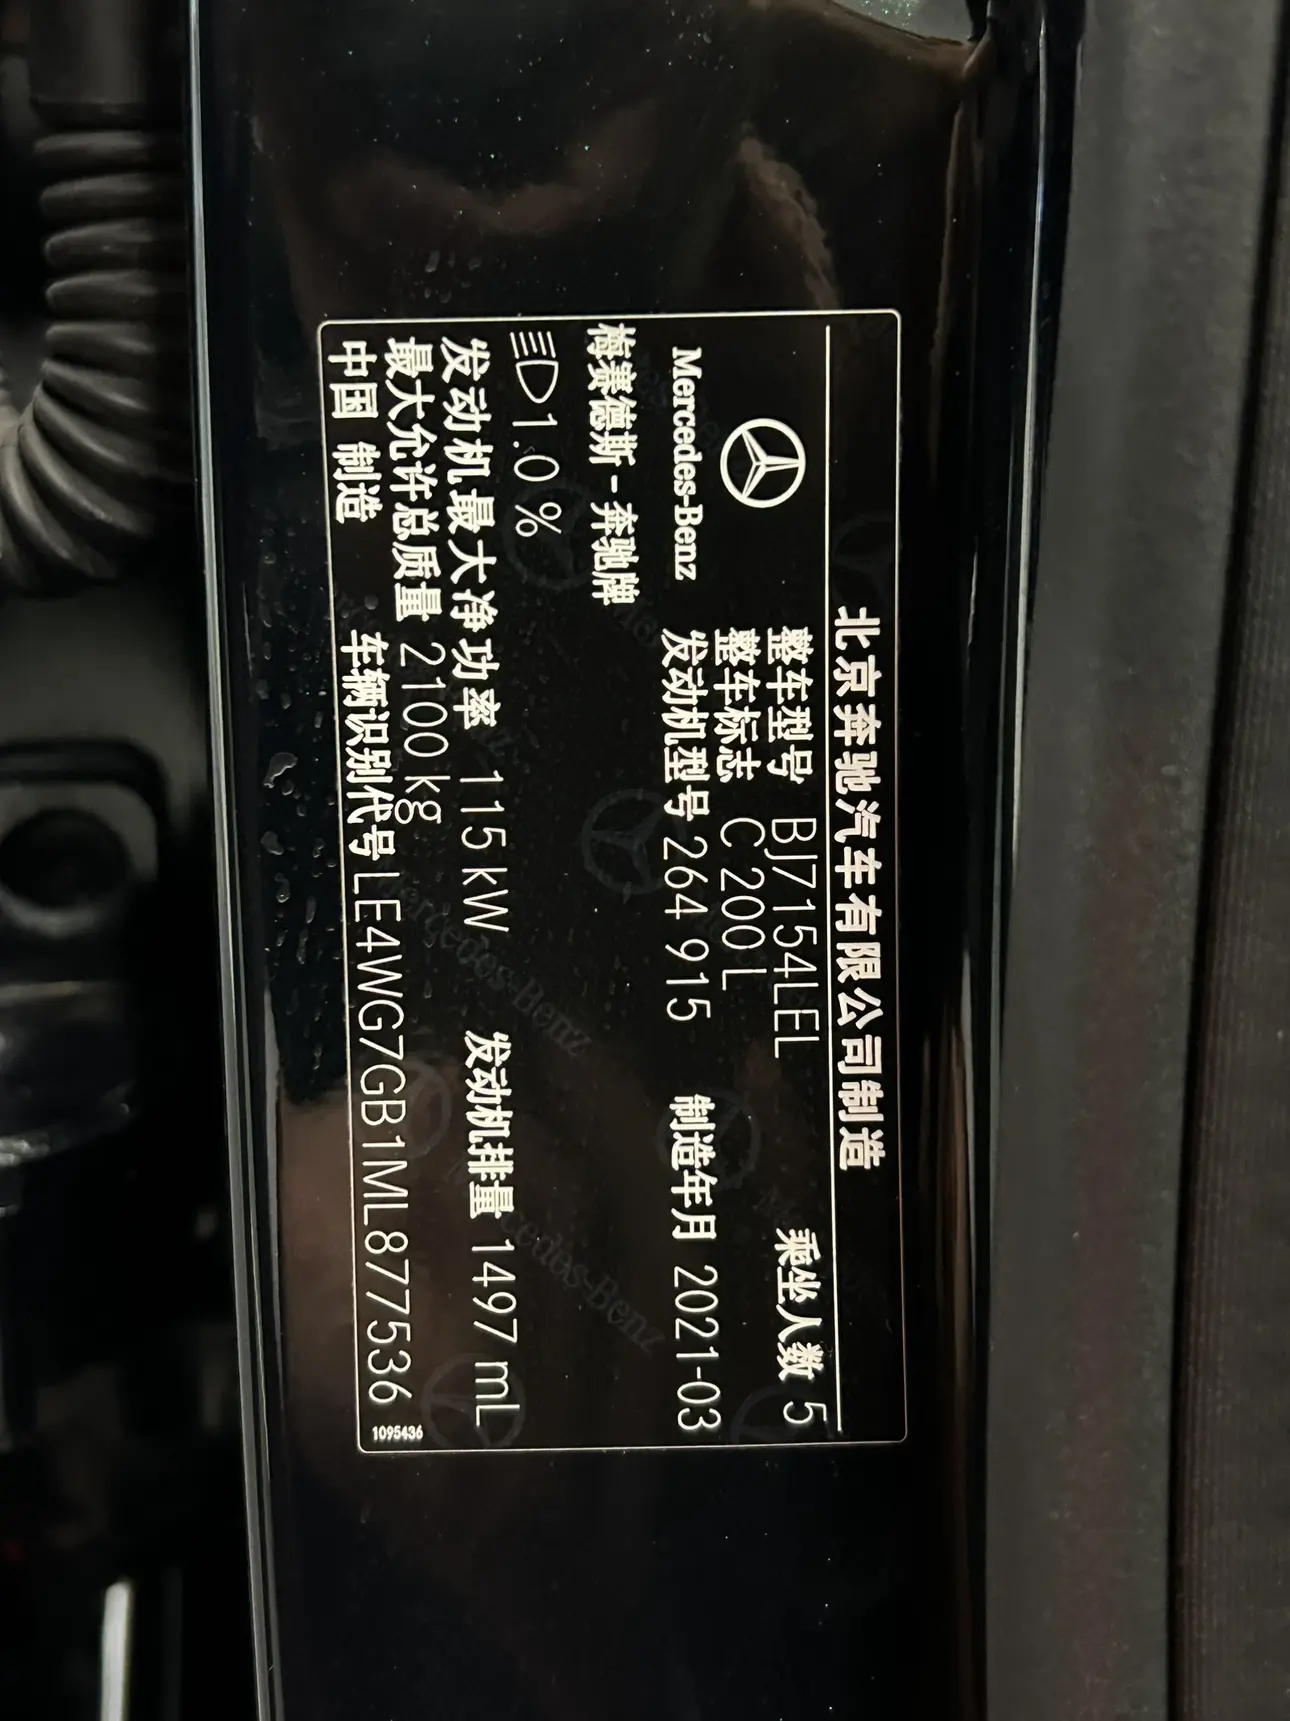 北京奔驰汽车有限公司制造
Mercedes-Benz
整车型号 BJ7154LEL 乘坐人数 5
整车标志 C 200 L
发动机型号 264 915 制造年月 2021-03
梅赛德斯-奔驰牌
1.0 %
发动机最大净功率 115 kW 发动机排量 1497 mL
最大允许总质量 2100 kg
中国 制造 车辆识别代号 LE4WG7GB1ML877536
1095436